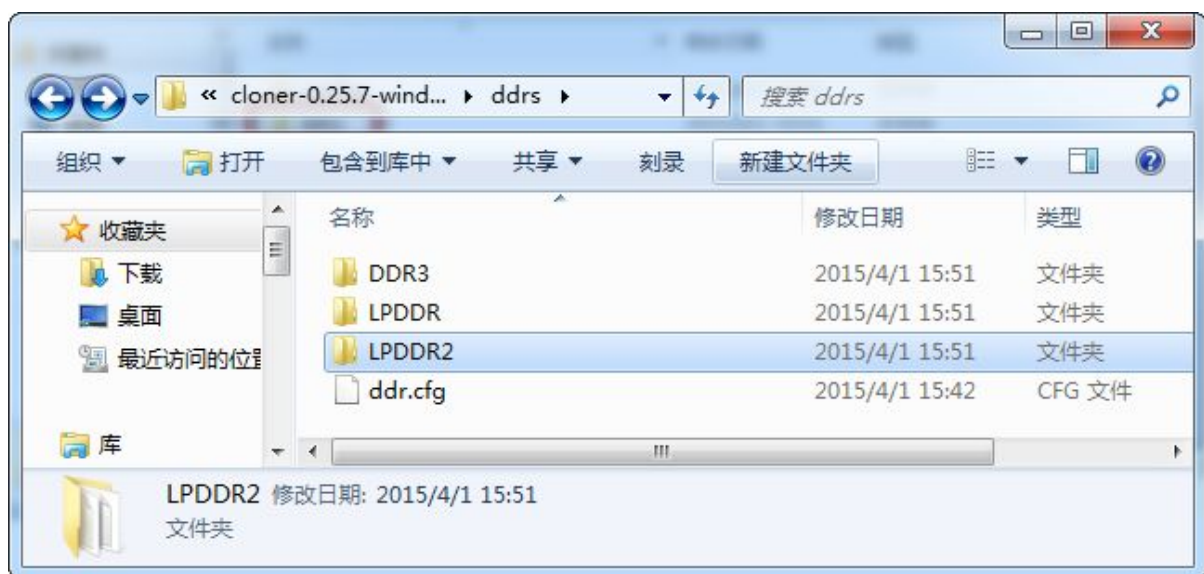 « cloner-0.25.7-wind... ▸ ddrs ▸ 搜索 ddrs
组织 打开 包含到库中 共享 刻录 新建文件夹
收藏夹
下载
桌面
最近访问的位置
库
名称 修改日期 类型
DDR3 2015/4/1 15:51 文件夹
LPDDR 2015/4/1 15:51 文件夹
LPDDR2 2015/4/1 15:51 文件夹
ddr.cfg 2015/4/1 15:42 CFG 文件
LPDDR2 修改日期: 2015/4/1 15:51
文件夹